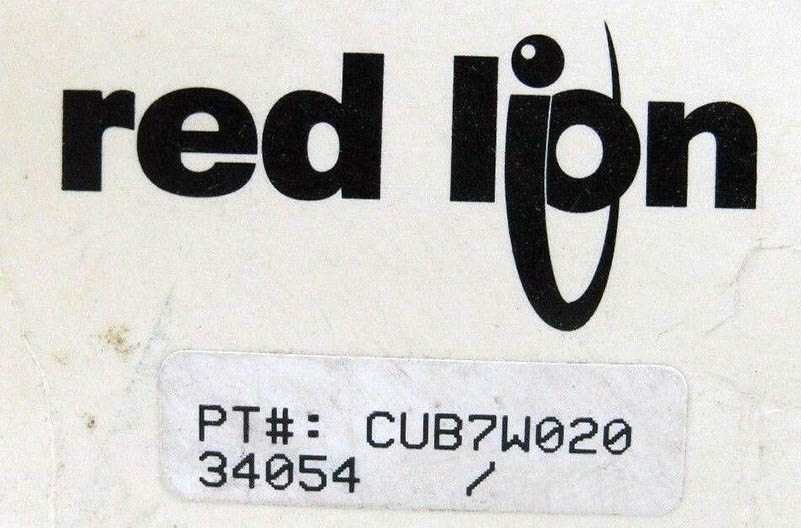 red lion
PT#: CUB7W020
34054 /